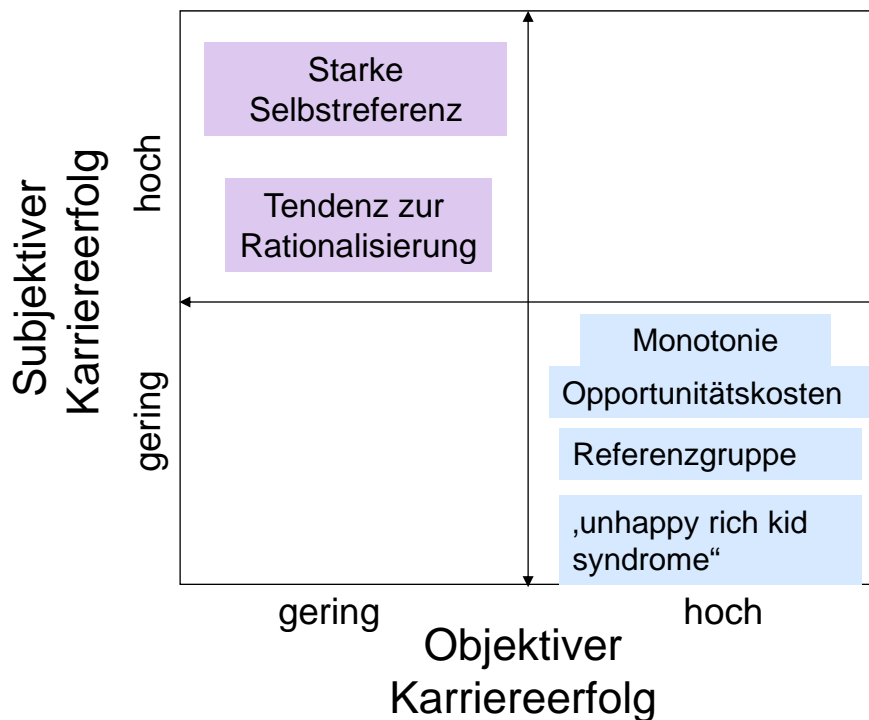 Starke
Selbstreferenz
Tendenz zur
Rationalisierung
Monotonie
Opportunitätskosten
Referenzgruppe
‚unhappy rich kid
syndrome“
Subjektiver
Karriereerfolg
hoch
gering
gering
hoch
Objektiver
Karriereerfolg